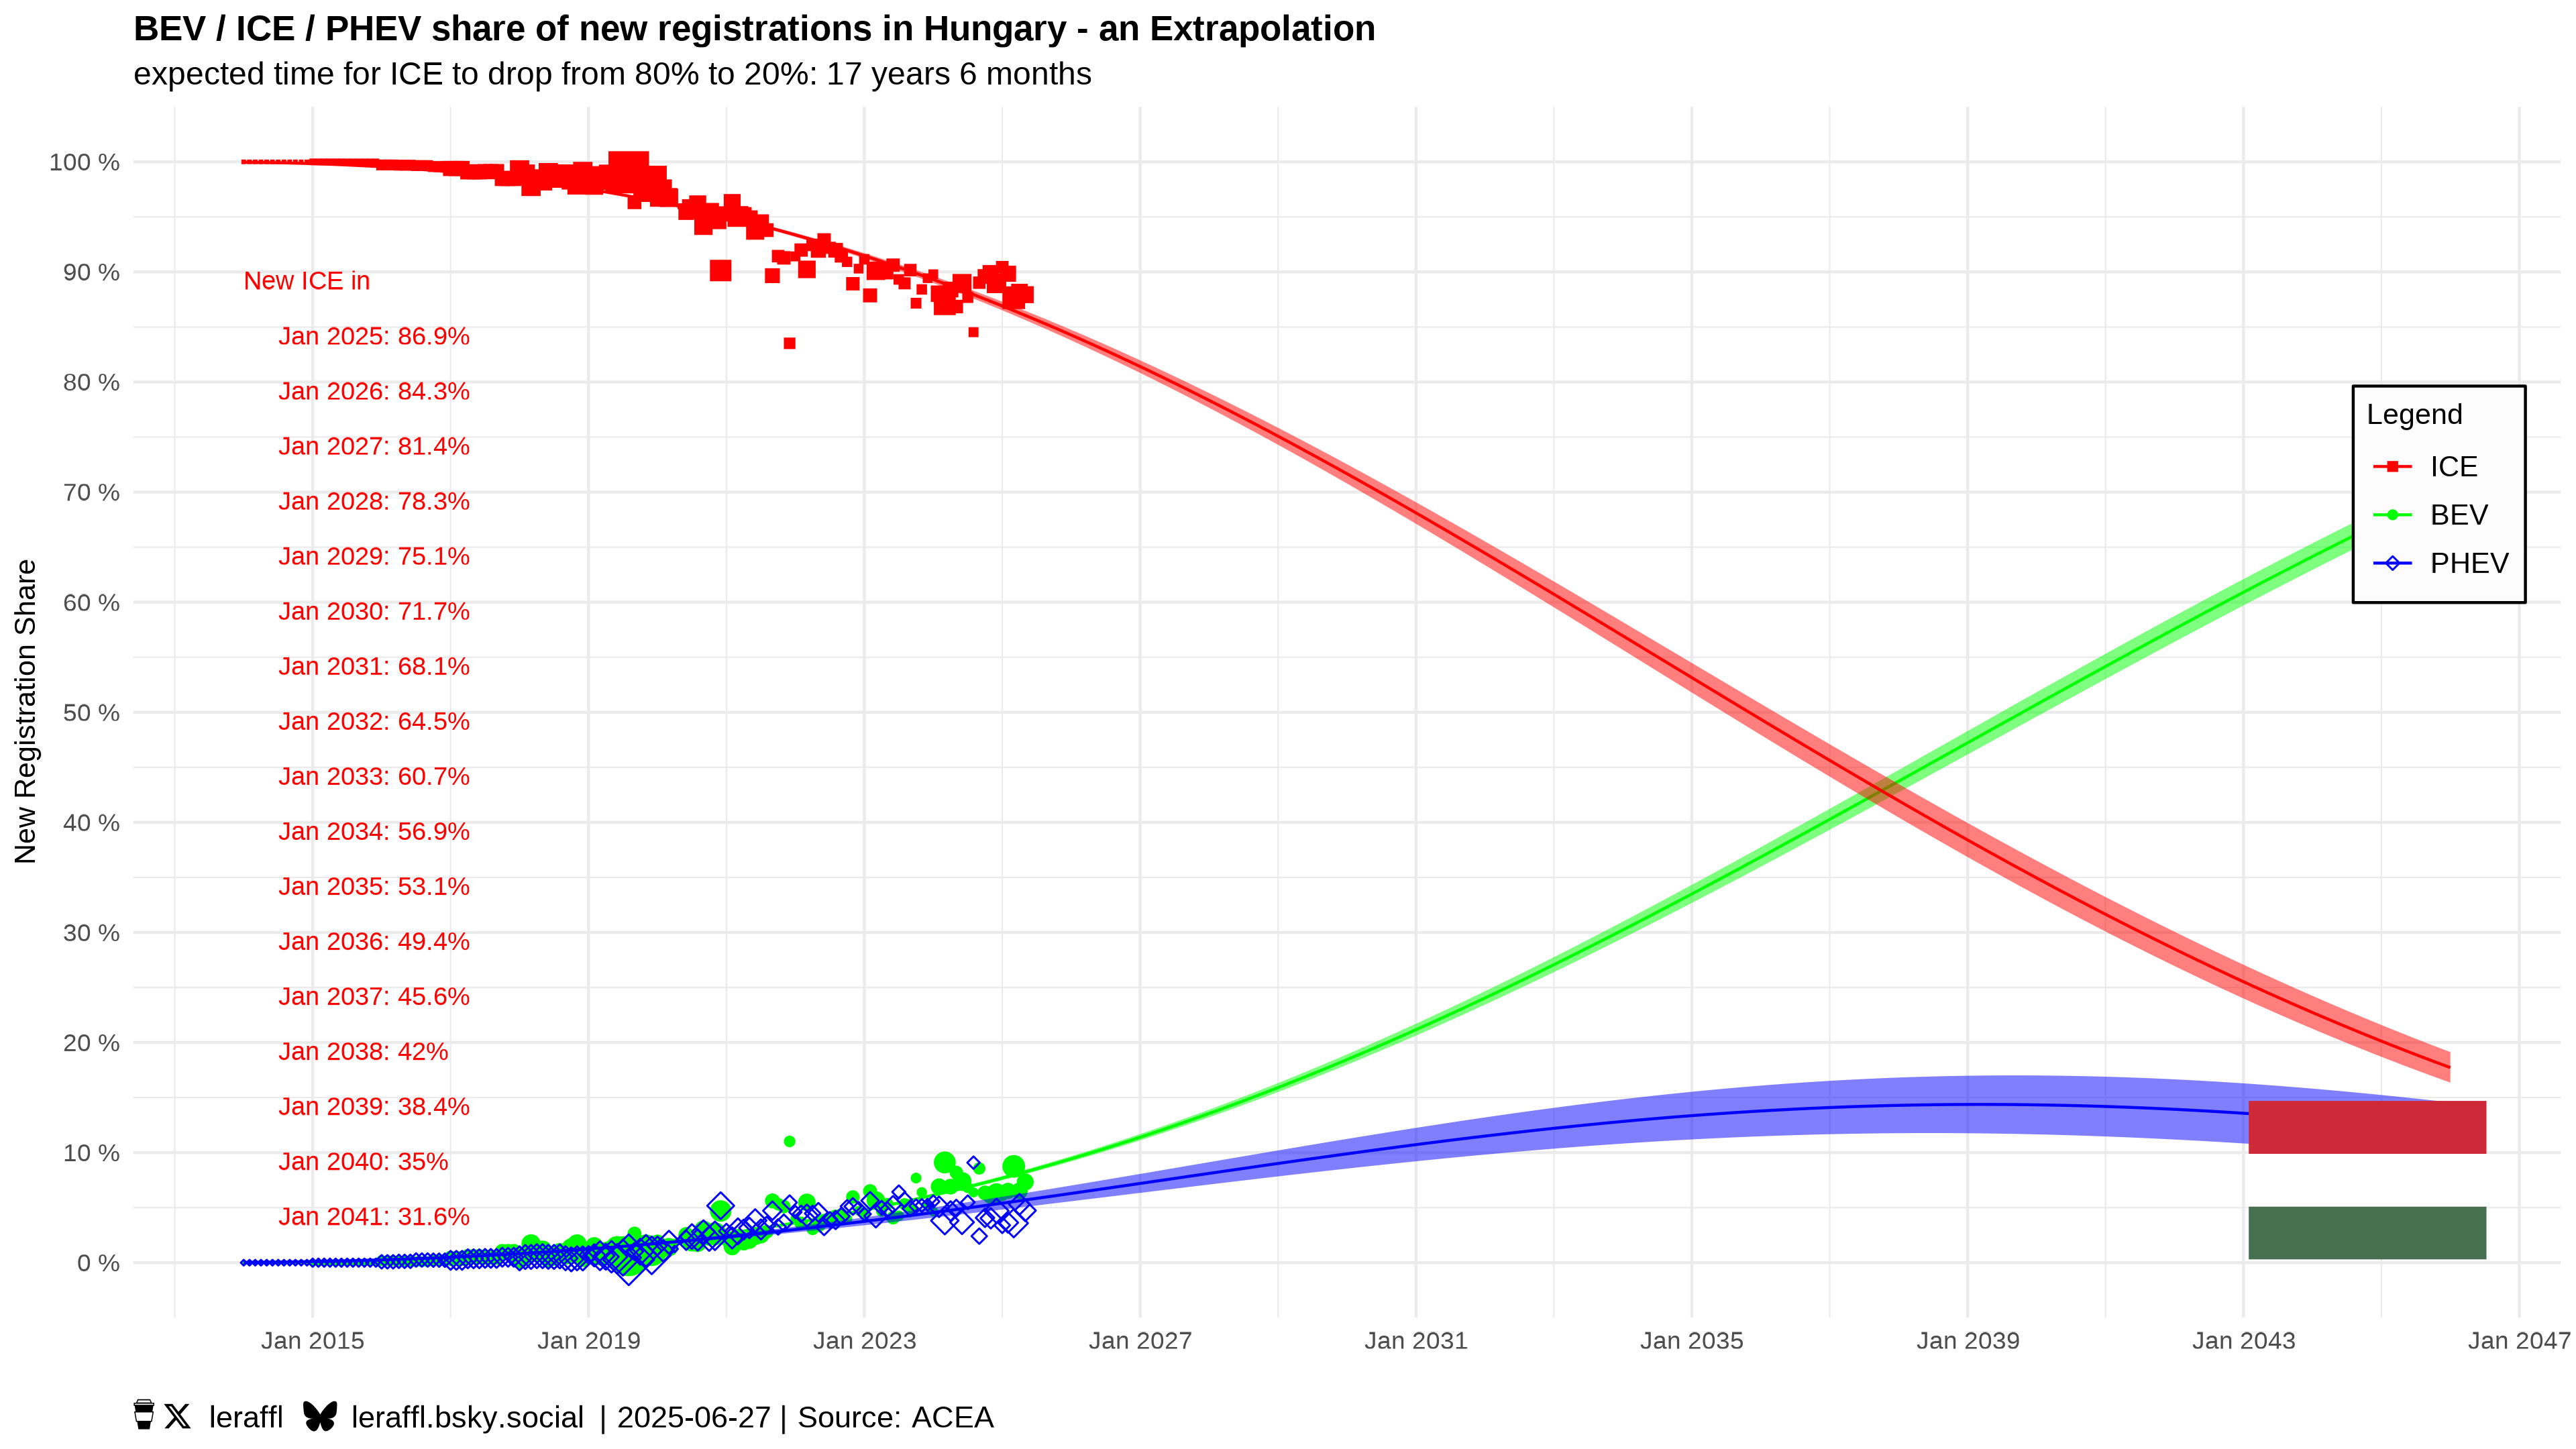 BEV / ICE / PHEV share of new registrations in Hungary - an Extrapolation
expected time for ICE to drop from 80% to 20%: 17 years 6 months
New Registration Share
100 %
90 %
80 %
70 %
60 %
50 %
40 %
30 %
20 %
10 %
0 %
New ICE in
Jan 2025: 86.9%
Jan 2026: 84.3%
Jan 2027: 81.4%
Jan 2028: 78.3%
Jan 2029: 75.1%
Jan 2030: 71.7%
Jan 2031: 68.1%
Jan 2032: 64.5%
Jan 2033: 60.7%
Jan 2034: 56.9%
Jan 2035: 53.1%
Jan 2036: 49.4%
Jan 2037: 45.6%
Jan 2038: 42%
Jan 2039: 38.4%
Jan 2040: 35%
Jan 2041: 31.6%
Legend
ICE
BEV
PHEV
Jan 2015 Jan 2019 Jan 2023 Jan 2027 Jan 2031 Jan 2035 Jan 2039 Jan 2043 Jan 2047
leraffl leraffl.bsky.social | 2025-06-27 | Source: ACEA